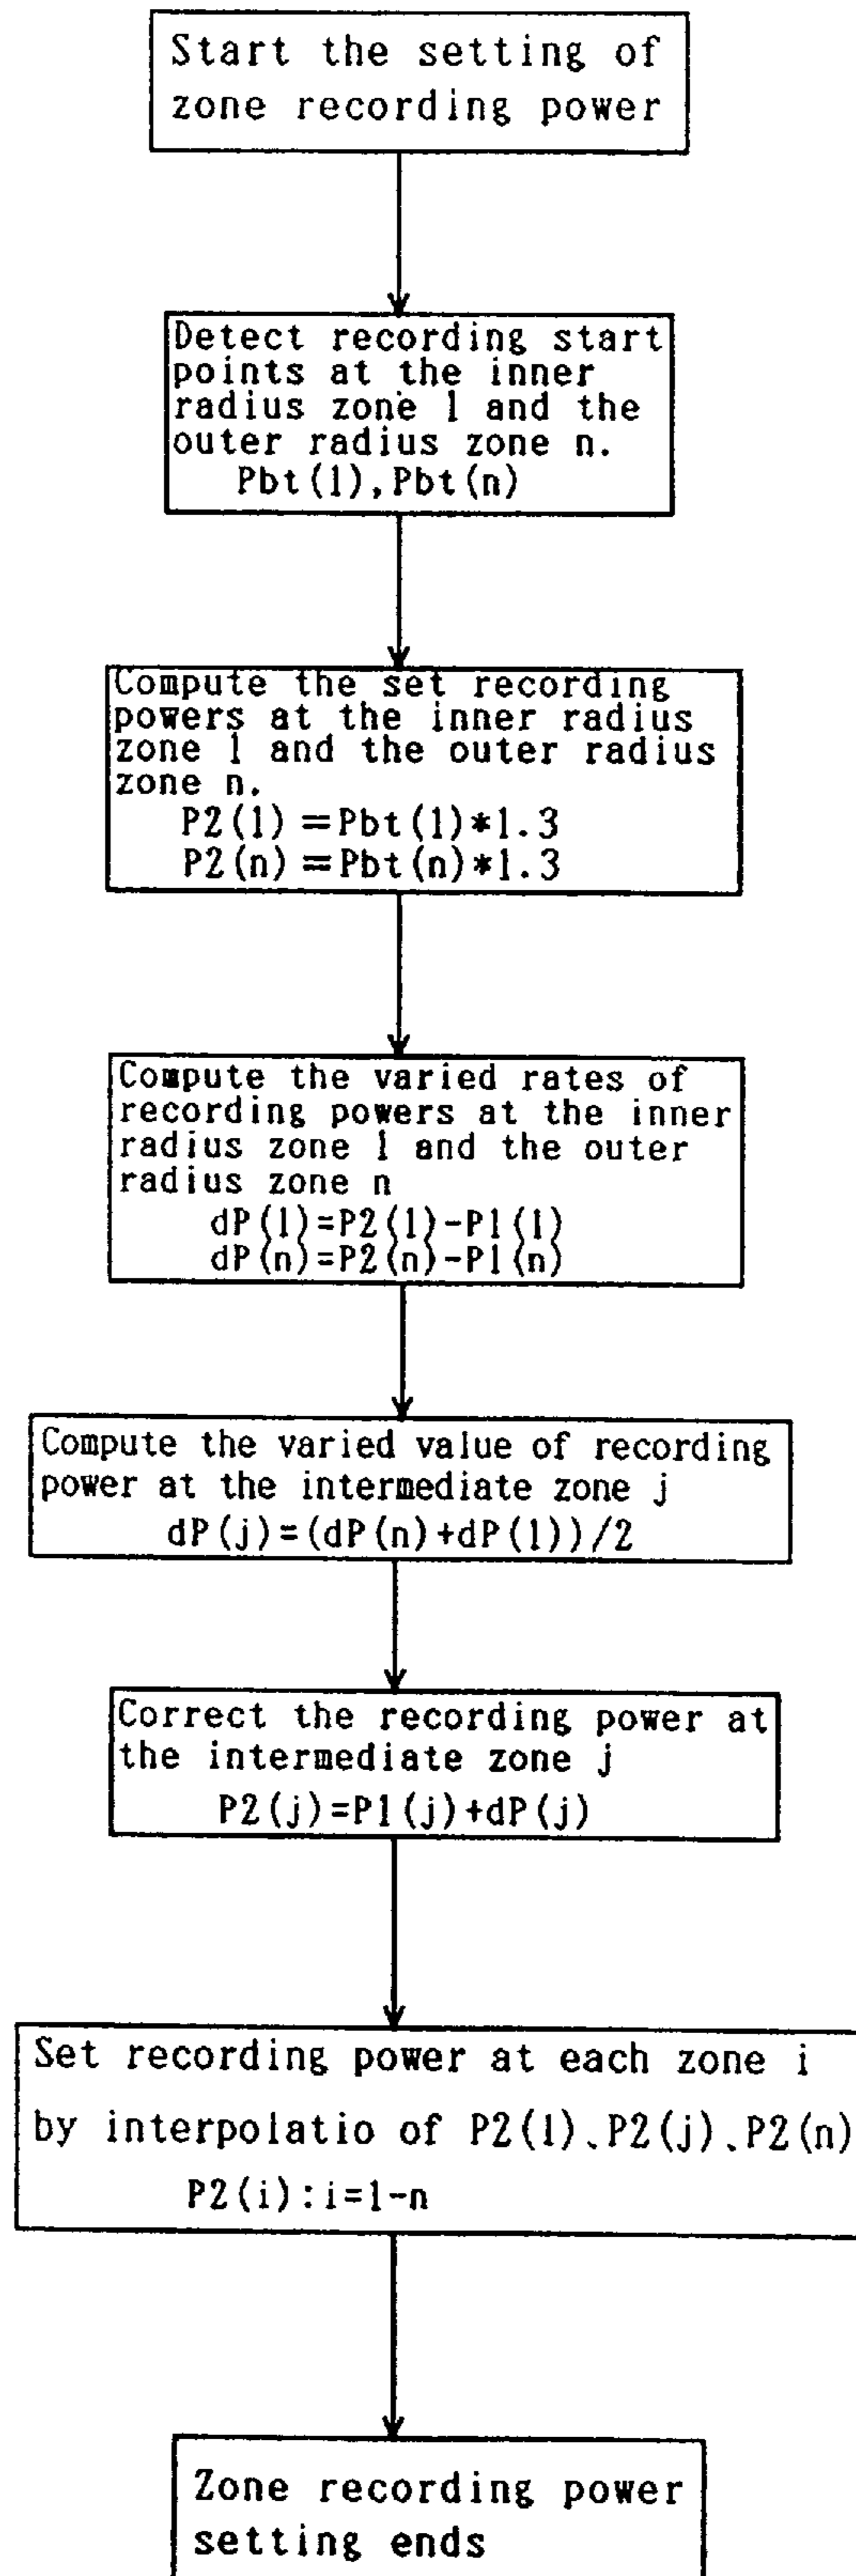 Start the setting of
zone recording power
Detect recording start
points at the inner
radius zone 1 and the
outer radius zone n.
Pbt(1),Pbt(n)
Compute the set recording
powers at the inner radius
zone 1 and the outer radius
zone n.
P2(1)=Pbt(1)*1.3
P2(n)=Pbt(n)*1.3
Compute the varied rates of
recording powers at the inner
radius zone 1 and the outer
radius zone n
dP(1)=P2(1)-P1(1)
dP(n)=P2(n)-P1(n)
Compute the varied value of recording
power at the intermediate zone j
dP(j)=(dP(n)+dP(1))/2
Correct the recording power at
the intermediate zone j
P2(j)=P1(j)+dP(j)
Set recording power at each zone i
by interpolatio of P2(1)、P2(j)、P2(n)
P2(i):i=1-n
Zone recording power
setting ends